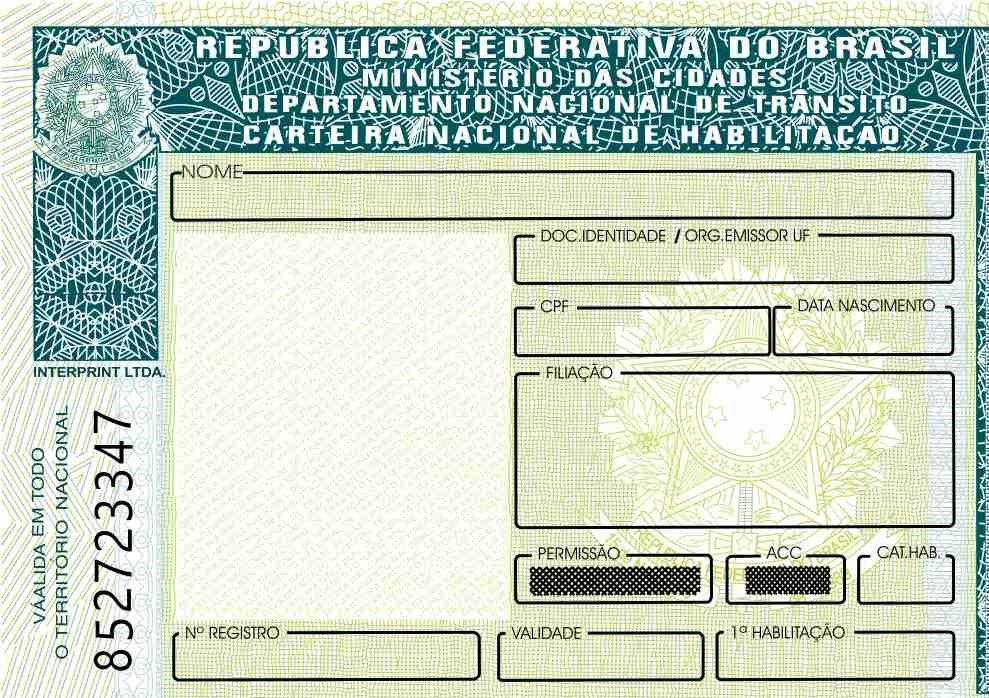 REPÚBLICA FEDERATIVA DO BRASIL
MINISTÉRIO DAS CIDADES
DEPARTAMENTO NACIONAL DE TRÂNSITO
CARTEIRA NACIONAL DE HABILITAÇÃO
NOME
DOC.IDENTIDADE / ORG.EMISSOR UF
CPF
DATA NASCIMENTO
FILIAÇÃO
INTERPRINT LTDA.
VÁALIDA EM TODO
O TERRITÓRIO NACIONAL
852723347
PERMISSÃO
ACC
CAT.HAB.
Nº REGISTRO
VALIDADE
1ª HABILITAÇÃO